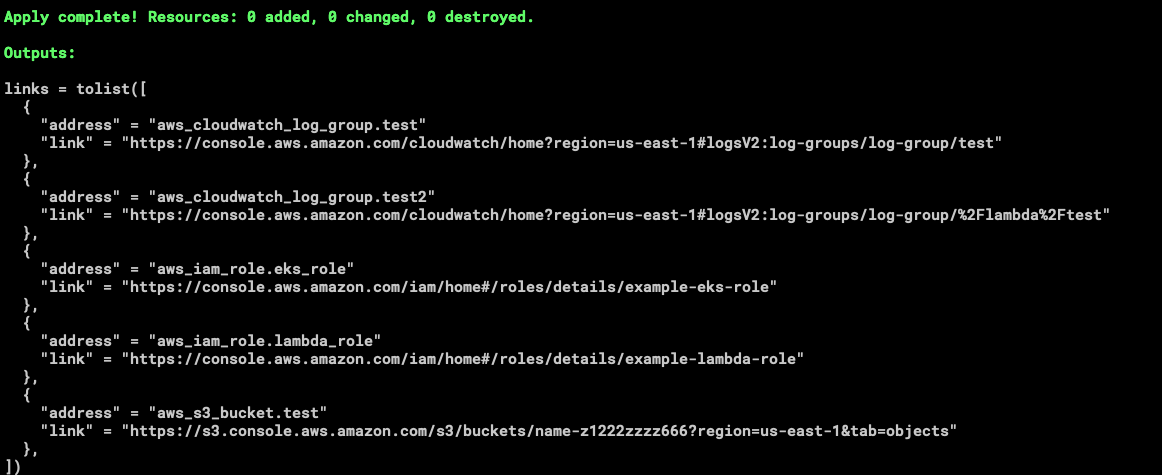 Apply complete! Resources: 0 added, 0 changed, 0 destroyed.
Outputs:
links = tolist([
  {
    "address" = "aws_cloudwatch_log_group.test"
    "link" = "https://console.aws.amazon.com/cloudwatch/home?region=us-east-1#logsV2:log-groups/log-group/test"
  },
  {
    "address" = "aws_cloudwatch_log_group.test2"
    "link" = "https://console.aws.amazon.com/cloudwatch/home?region=us-east-1#logsV2:log-groups/log-group/%2Flambda%2Ftest"
  },
  {
    "address" = "aws_iam_role.eks_role"
    "link" = "https://console.aws.amazon.com/iam/home#/roles/details/example-eks-role"
  },
  {
    "address" = "aws_iam_role.lambda_role"
    "link" = "https://console.aws.amazon.com/iam/home#/roles/details/example-lambda-role"
  },
  {
    "address" = "aws_s3_bucket.test"
    "link" = "https://s3.console.aws.amazon.com/s3/buckets/name-z1222zzzz666?region=us-east-1&tab=objects"
  },
])